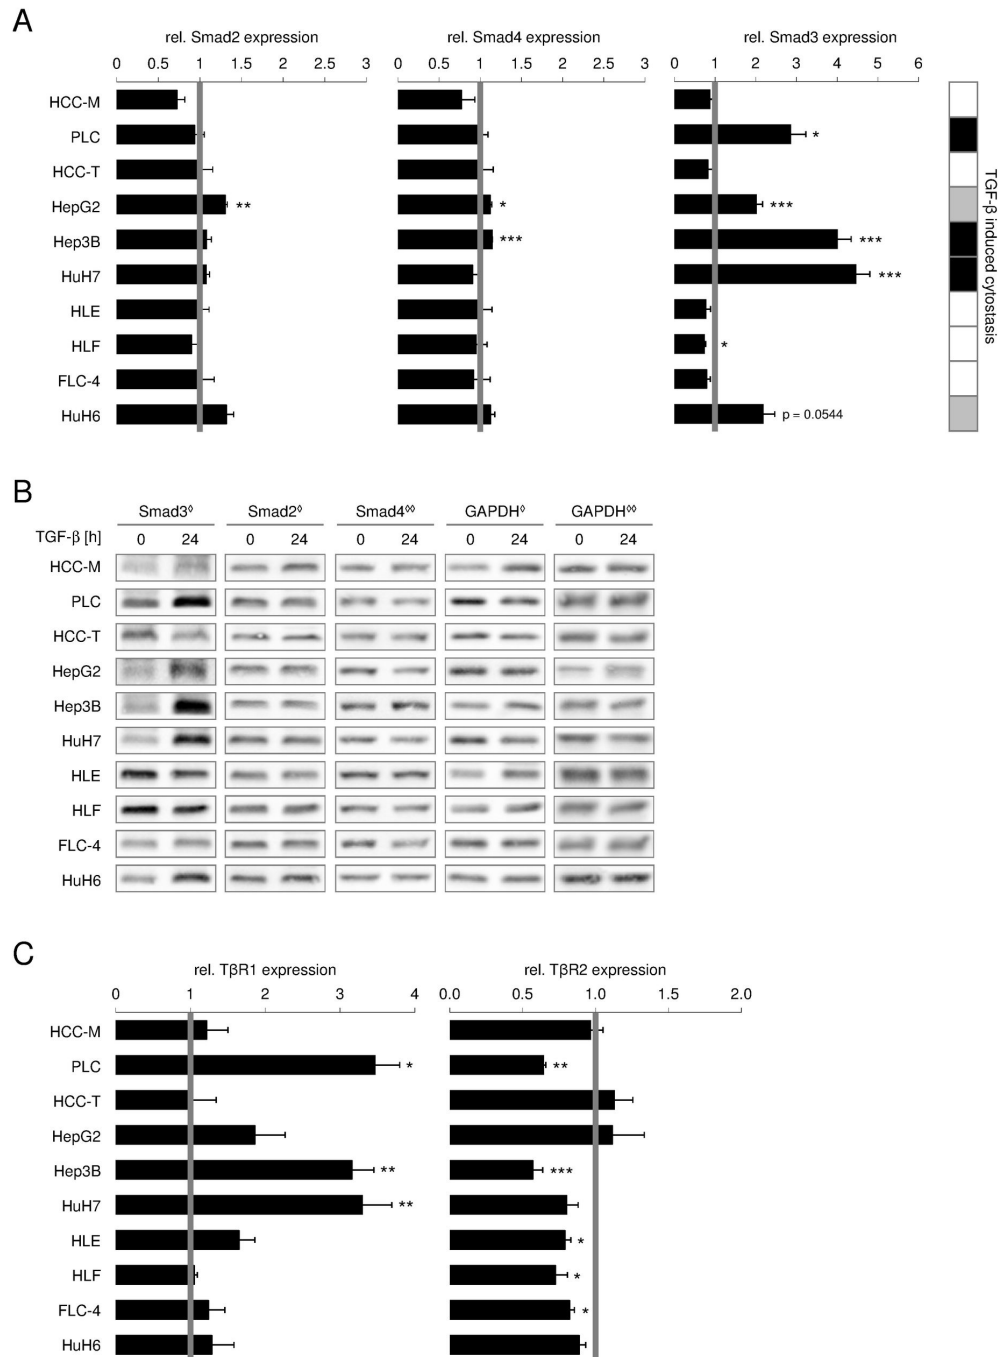 A
rel. Smad2 expression
rel. Smad4 expression
rel. Smad3 expression
0 0.5 1 1.5 2 2.5 3
0 0.5 1 1.5 2 2.5 3
0 1 2 3 4 5 6
HCC-M
PLC *
HCC-T
HepG2 ** * ***
Hep3B *** ***
HuH7 ***
HLE
HLF *
FLC-4
HuH6 p = 0.0544
TGF-β induced cytostasis
B
Smad3◊ Smad2◊ Smad4◊◊ GAPDH◊ GAPDH◊◊
TGF-β [h] 0 24 0 24 0 24 0 24 0 24
HCC-M
PLC
HCC-T
HepG2
Hep3B
HuH7
HLE
HLF
FLC-4
HuH6
C
rel. TβR1 expression
rel. TβR2 expression
0 1 2 3 4
0.0 0.5 1.0 1.5 2.0
HCC-M
PLC * **
HCC-T
HepG2
Hep3B ** ***
HuH7 **
HLE *
HLF *
FLC-4 *
HuH6